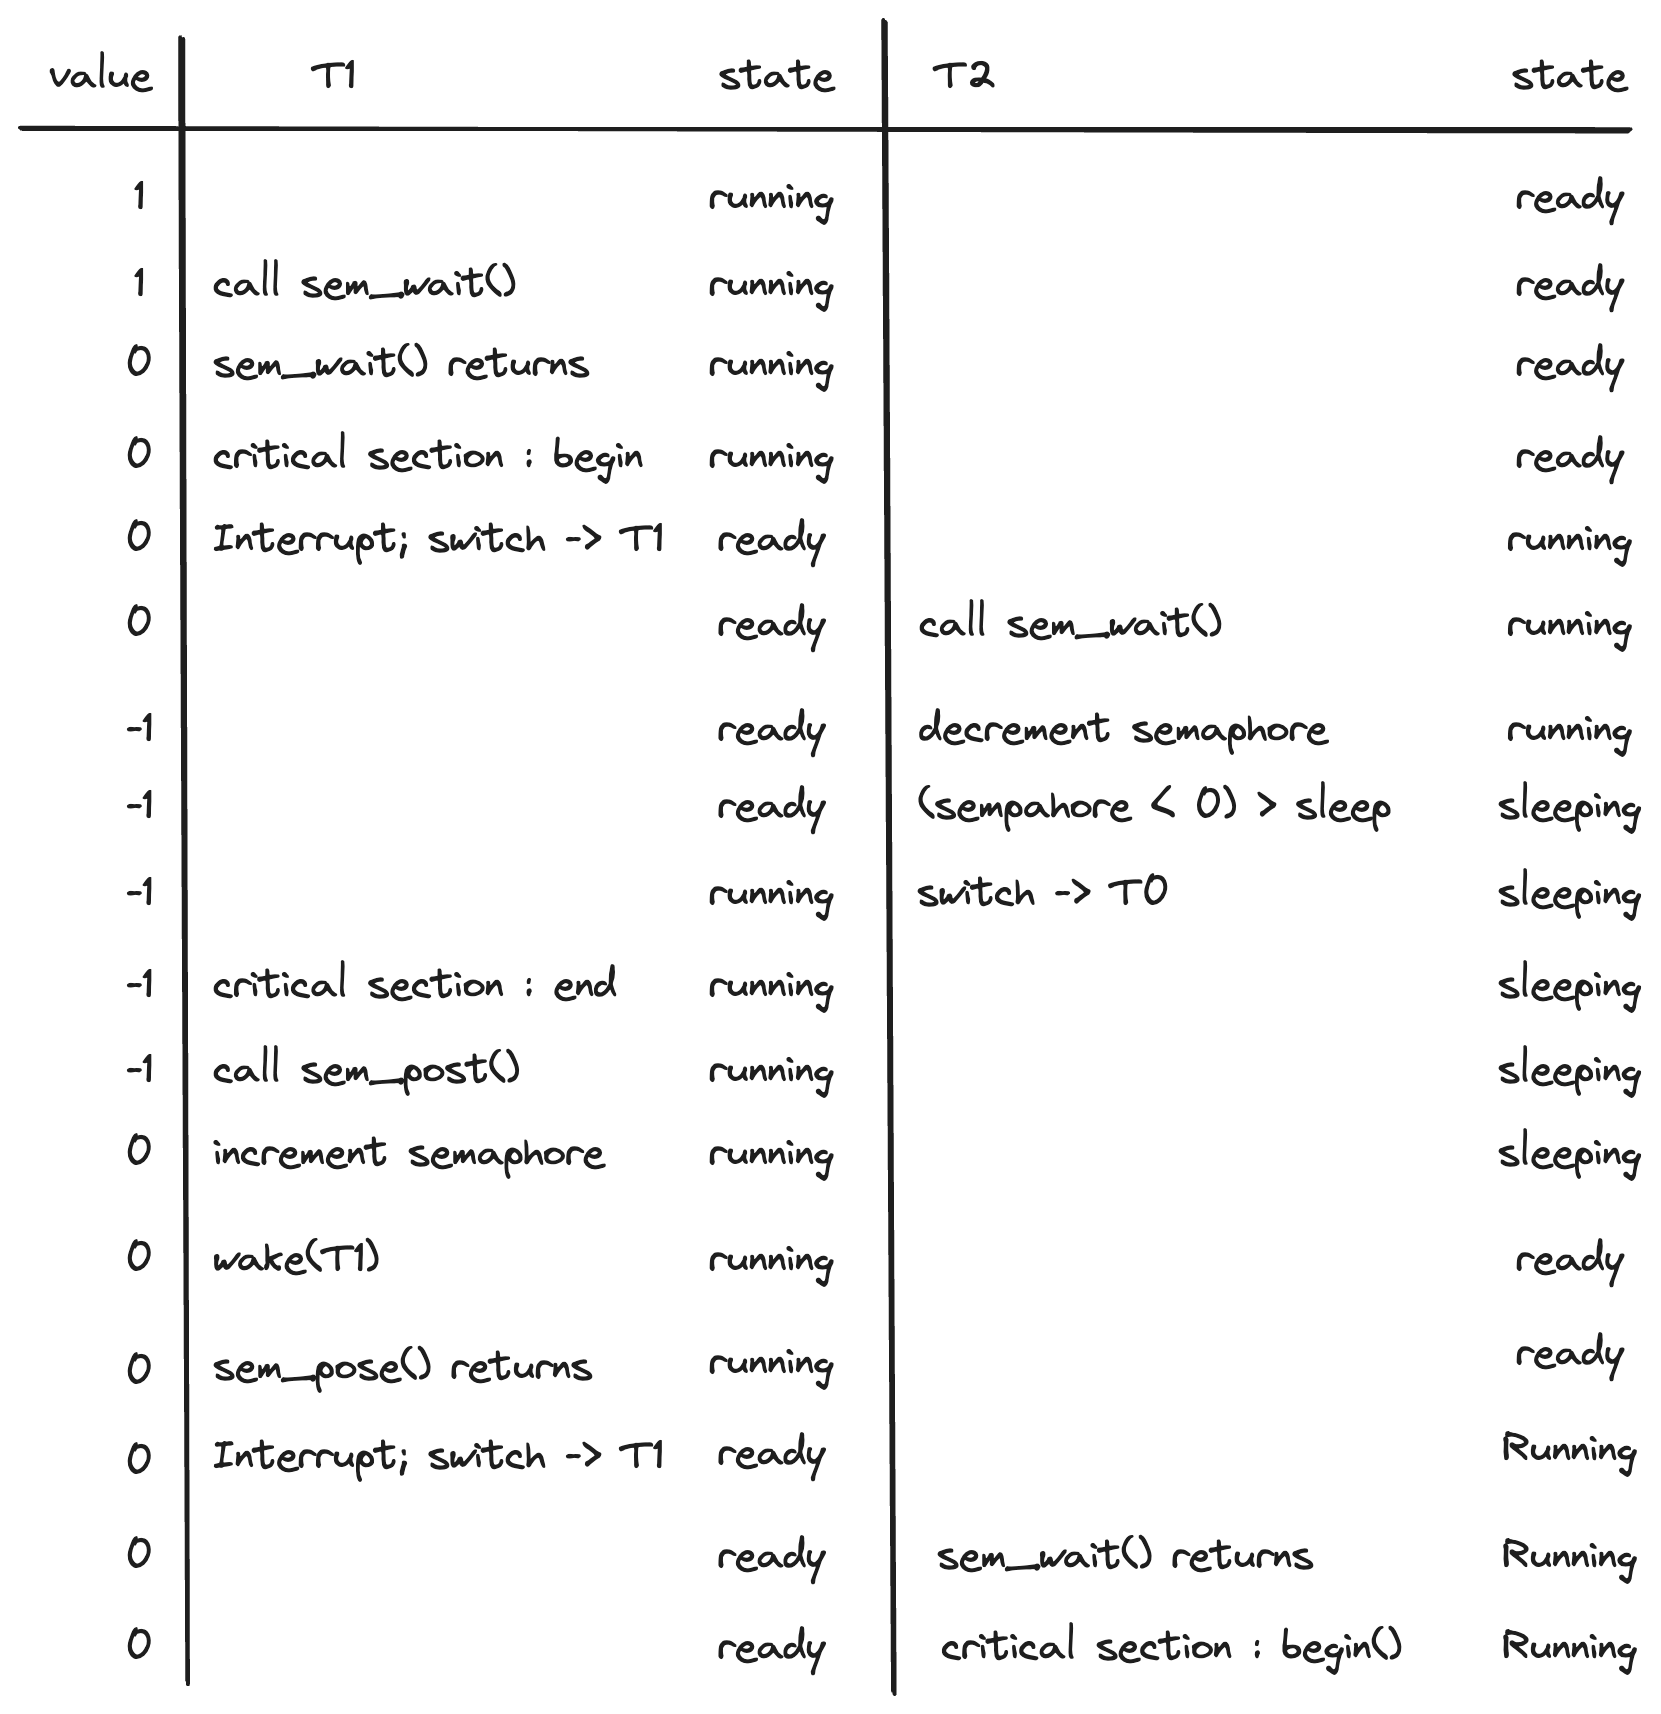 value T1 state T2 state
1 running ready
1 call sem_wait() running ready
0 sem_wait() returns running ready
0 critical section : begin running ready
0 Interrupt; switch -> T1 ready running
0 ready call sem_wait() running
-1 ready decrement semaphore running
-1 ready (sempahore < 0) > sleep sleeping
-1 running switch -> T0 sleeping
-1 critical section : end running sleeping
-1 call sem_post() running sleeping
0 increment semaphore running sleeping
0 wake(T1) running ready
0 sem_pose() returns running ready
0 Interrupt; switch -> T1 ready Running
0 ready sem_wait() returns Running
0 ready critical section : begin() Running